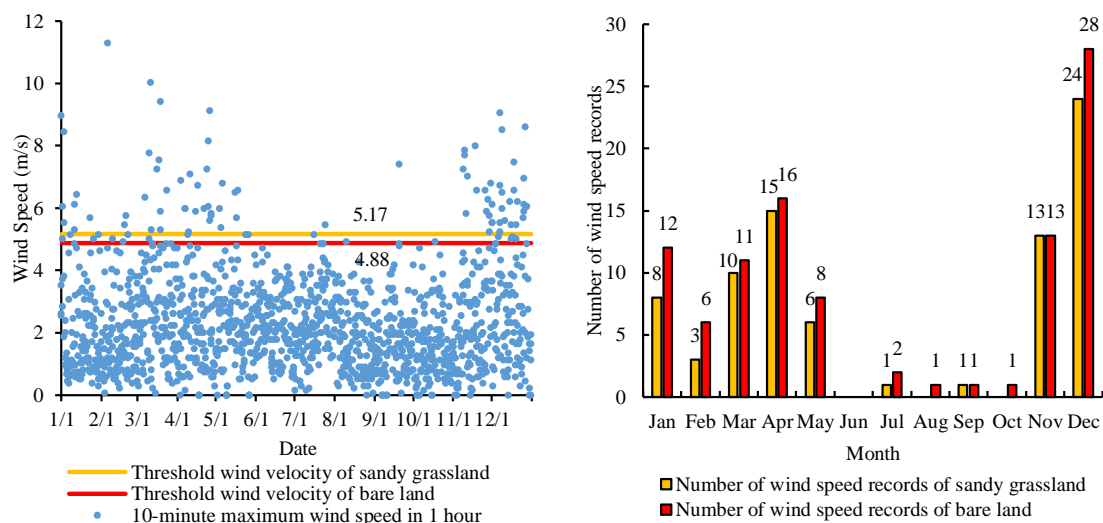 12
10
8
6
4
2
0
Wind Speed (m/s)
5.17
4.88
1/1 2/1 3/1 4/1 5/1 6/1 7/1 8/1 9/1 10/1 11/1 12/1
Date
Threshold wind velocity of sandy grassland
Threshold wind velocity of bare land
10-minute maximum wind speed in 1 hour
30
25
20
15
10
5
0
Number of wind speed records
8 12 3 6 10 11 15 16 6 8 1 2 1 1 1 1 13 13 24 28
Jan Feb Mar Apr May Jun Jul Aug Sep Oct Nov Dec
Month
Number of wind speed records of sandy grassland
Number of wind speed records of bare land